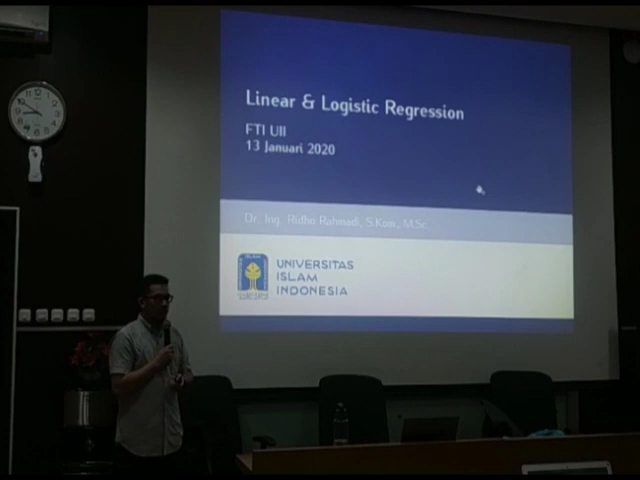 Linear & Logistic Regression
FTI UII
13 Januari 2020
Dr. Ing. Ridho Rahmadi, S.Kom., M.Sc.
UNIVERSITAS
ISLAM
INDONESIA